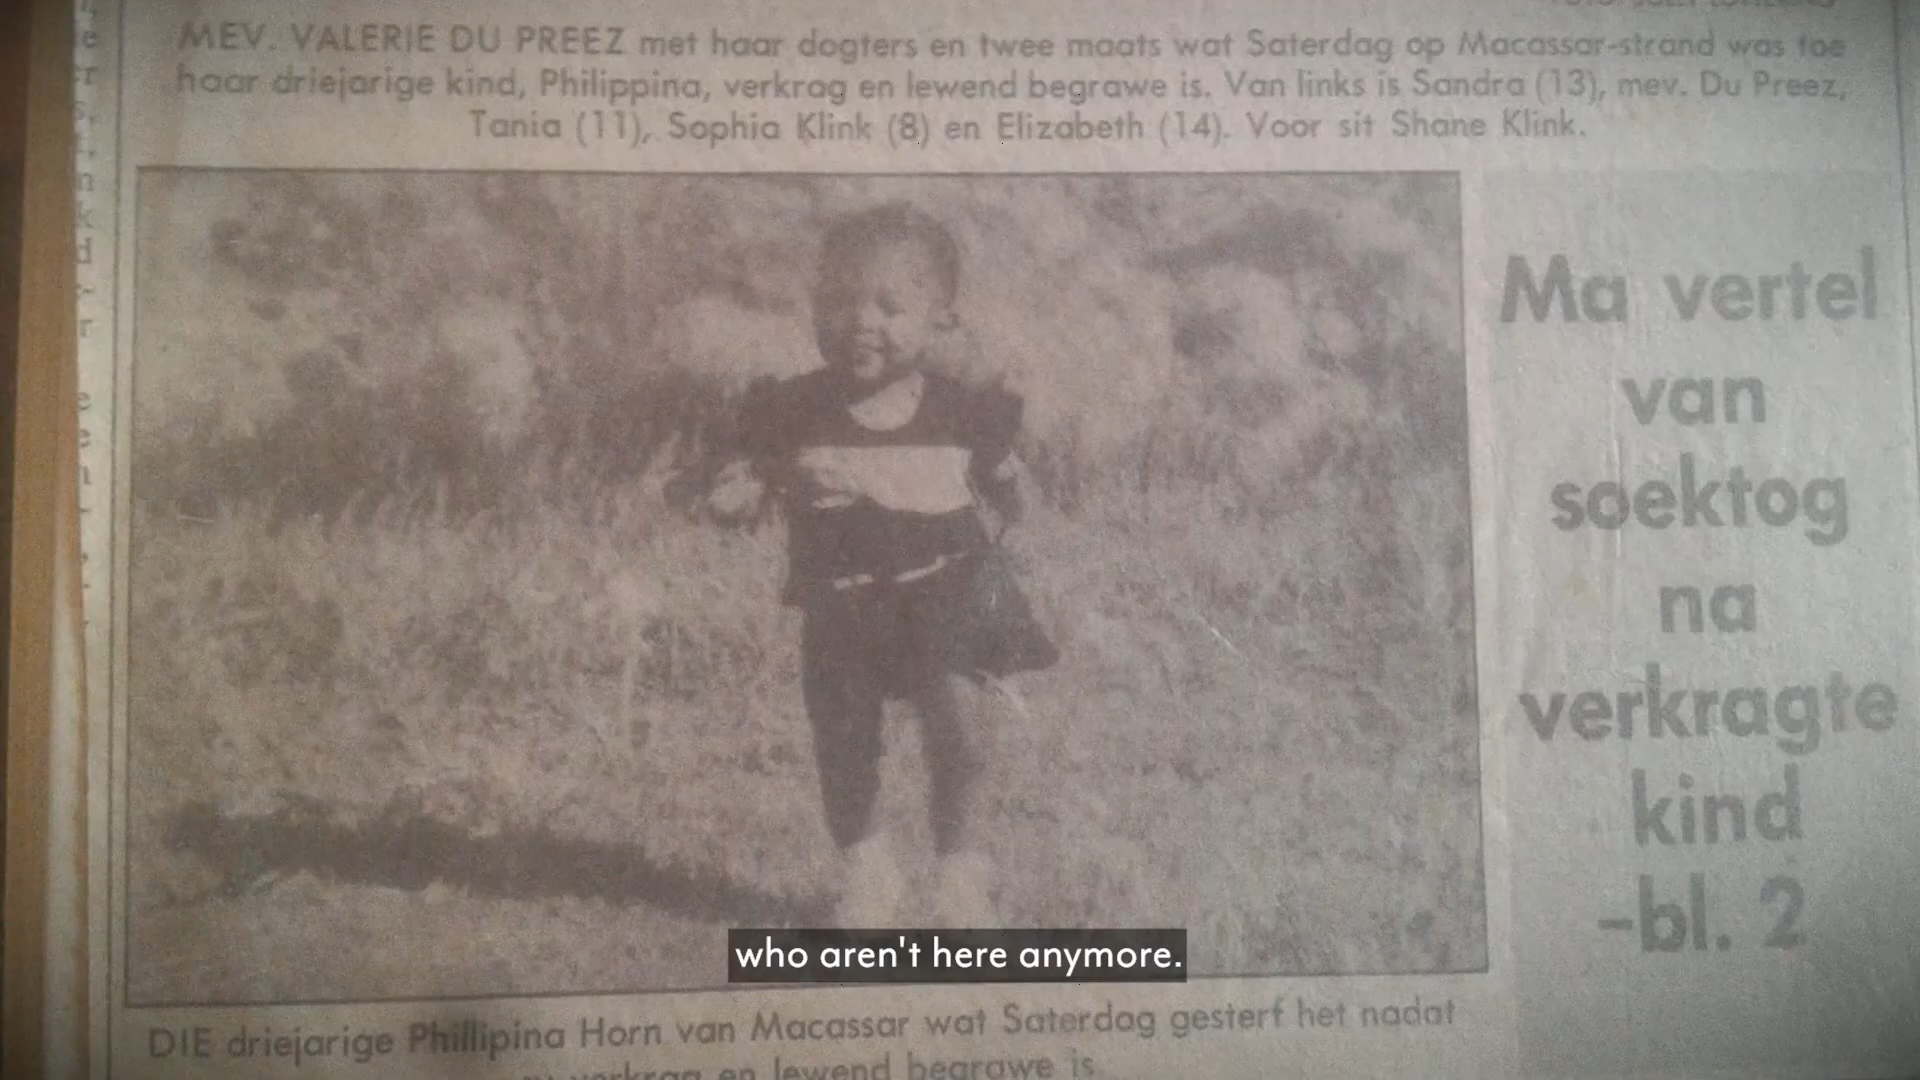 MEV. VALERIE DU PREEZ met haar dogters en twee maats wat Saterdag op Macassar-strand was toe
haar driejarige kind, Philippina, verkrag en lewend begrawe is. Van links is Sandra (13), mev. Du Preez,
Tania (11), Sophia Klink (8) en Elizabeth (14). Voor sit Shane Klink.
Ma vertel
van
soektog
na
verkragte
kind
-bl. 2
who aren't here anymore.
DIE driejarige Phillipina Horn van Macassar wat Saterdag gesterf het nadat
verkrag en lewend begrawe is.